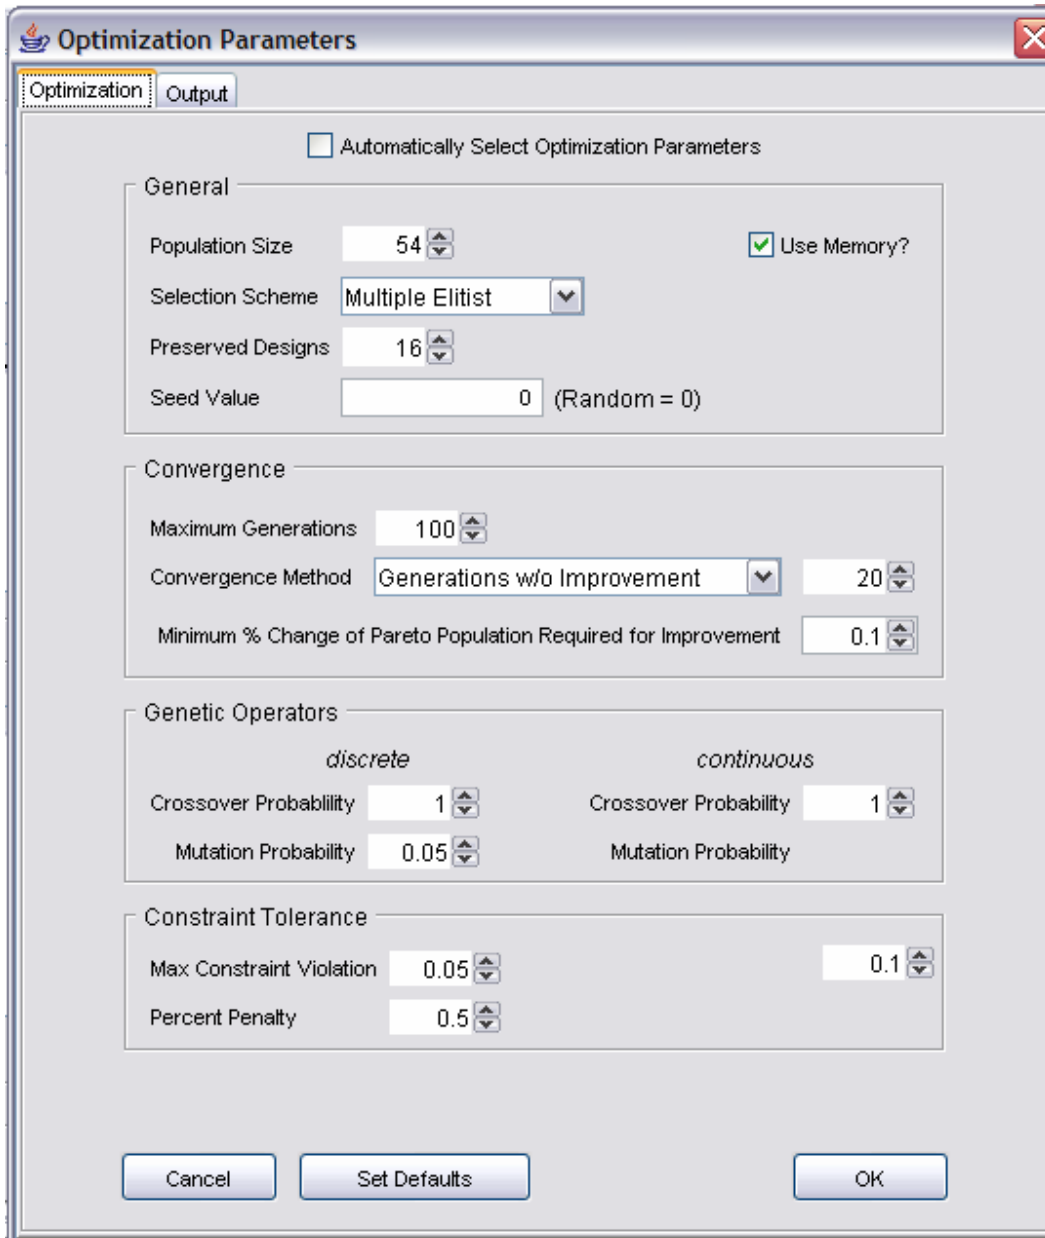 Optimization Parameters
Optimization Output
Automatically Select Optimization Parameters
General
Population Size 54 Use Memory?
Selection Scheme Multiple Elitist
Preserved Designs 16
Seed Value 0 (Random = 0)
Convergence
Maximum Generations 100
Convergence Method Generations w/o Improvement 20
Minimum % Change of Pareto Population Required for Improvement 0.1
Genetic Operators
discrete continuous
Crossover Probablility 1 Crossover Probability 1
Mutation Probability 0.05 Mutation Probability
Constraint Tolerance
Max Constraint Violation 0.05 0.1
Percent Penalty 0.5
Cancel Set Defaults OK